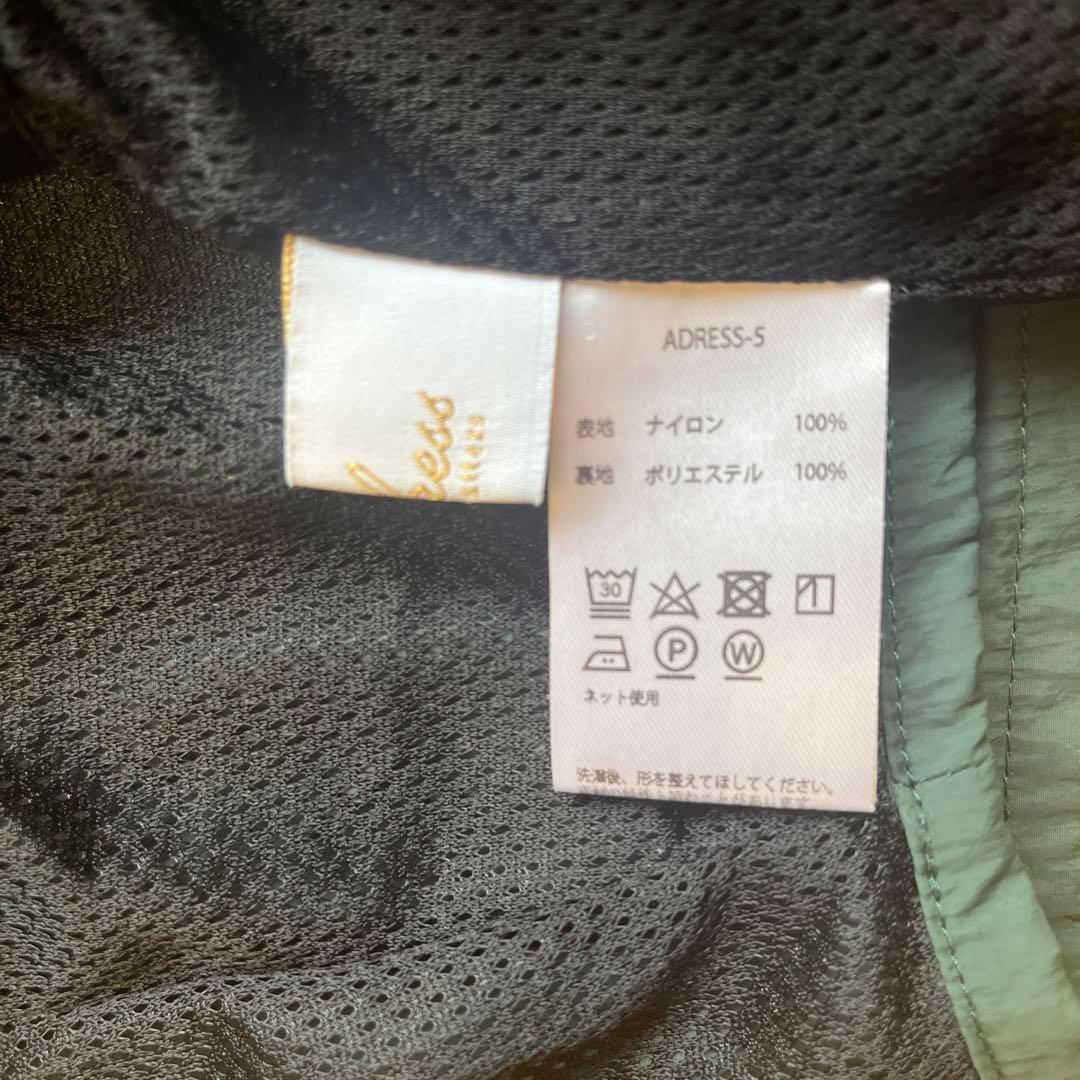 ADRESS-5
表地 ナイロン 100%
裏地 ポリエステル 100%
30
P W
ネット使用
洗濯後、形を整えてほしてください。